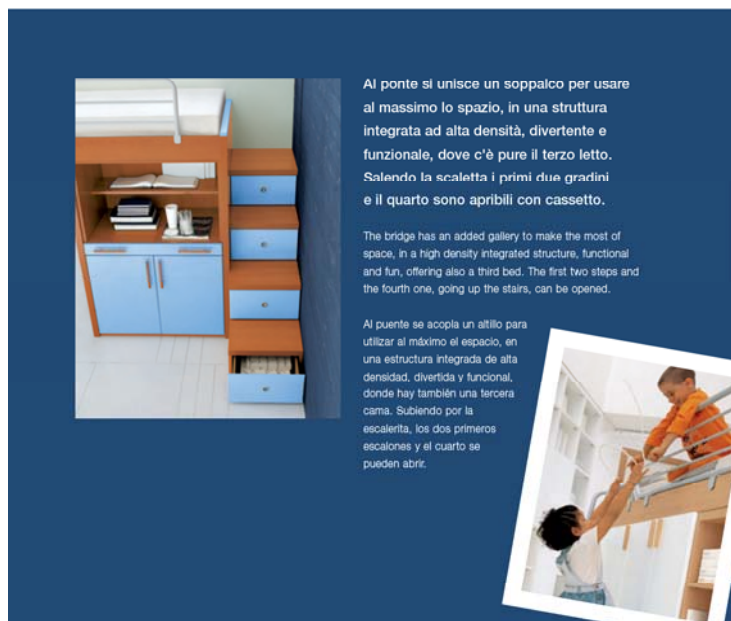 Al ponte si unisce un soppalco per usare
al massimo lo spazio, in una struttura
integrata ad alta densità, divertente e
funzionale, dove c'è pure il terzo letto.
Salendo la scaletta i primi due gradini
e il quarto sono apribili con cassetto.
The bridge has an added gallery to make the most of
space, in a high density integrated structure, functional
and fun, offering also a third bed. The first two steps and
the fourth one, going up the stairs, can be opened.
Al puente se acopla un altillo para
utilizar al máximo el espacio, en
una estructura integrada de alta
densidad, divertida y funcional,
donde hay también una tercera
cama. Subiendo por la
escalerita, los dos primeros
escalones y el cuarto se
pueden abrir.